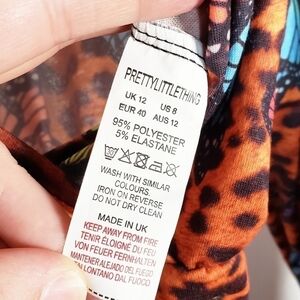 PRETTYLITTLETHING
UK 12 US 8
EUR 40 AUS 12
95% POLYESTER
5% ELASTANE
WASH WITH SIMILAR
COLOURS.
IRON ON REVERSE
DO NOT DRY CLEAN
MADE IN UK
KEEP AWAY FROM FIRE
TENIR ÉLOIGNÉ DU FEU
VON FEUER FERNHALTEN
MANTENER ALEJADO DEL FUEGO
LONTANO DAL FUOCO